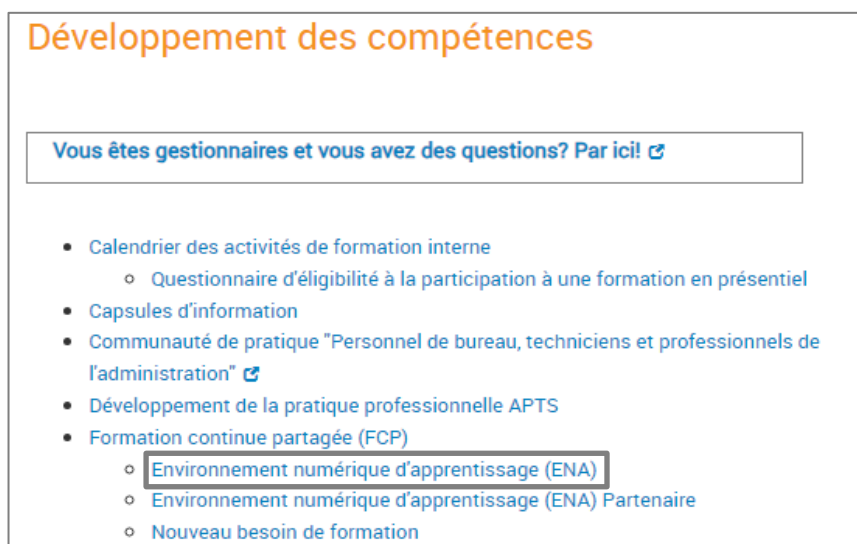 Développement des compétences
Vous êtes gestionnaires et vous avez des questions? Par ici!
Calendrier des activités de formation interne
Questionnaire d'éligibilité à la participation à une formation en présentiel
Capsules d'information
Communauté de pratique "Personnel de bureau, techniciens et professionnels de
l'administration"
Développement de la pratique professionnelle APTS
Formation continue partagée (FCP)
Environnement numérique d'apprentissage (ENA)
Environnement numérique d'apprentissage (ENA) Partenaire
Nouveau besoin de formation